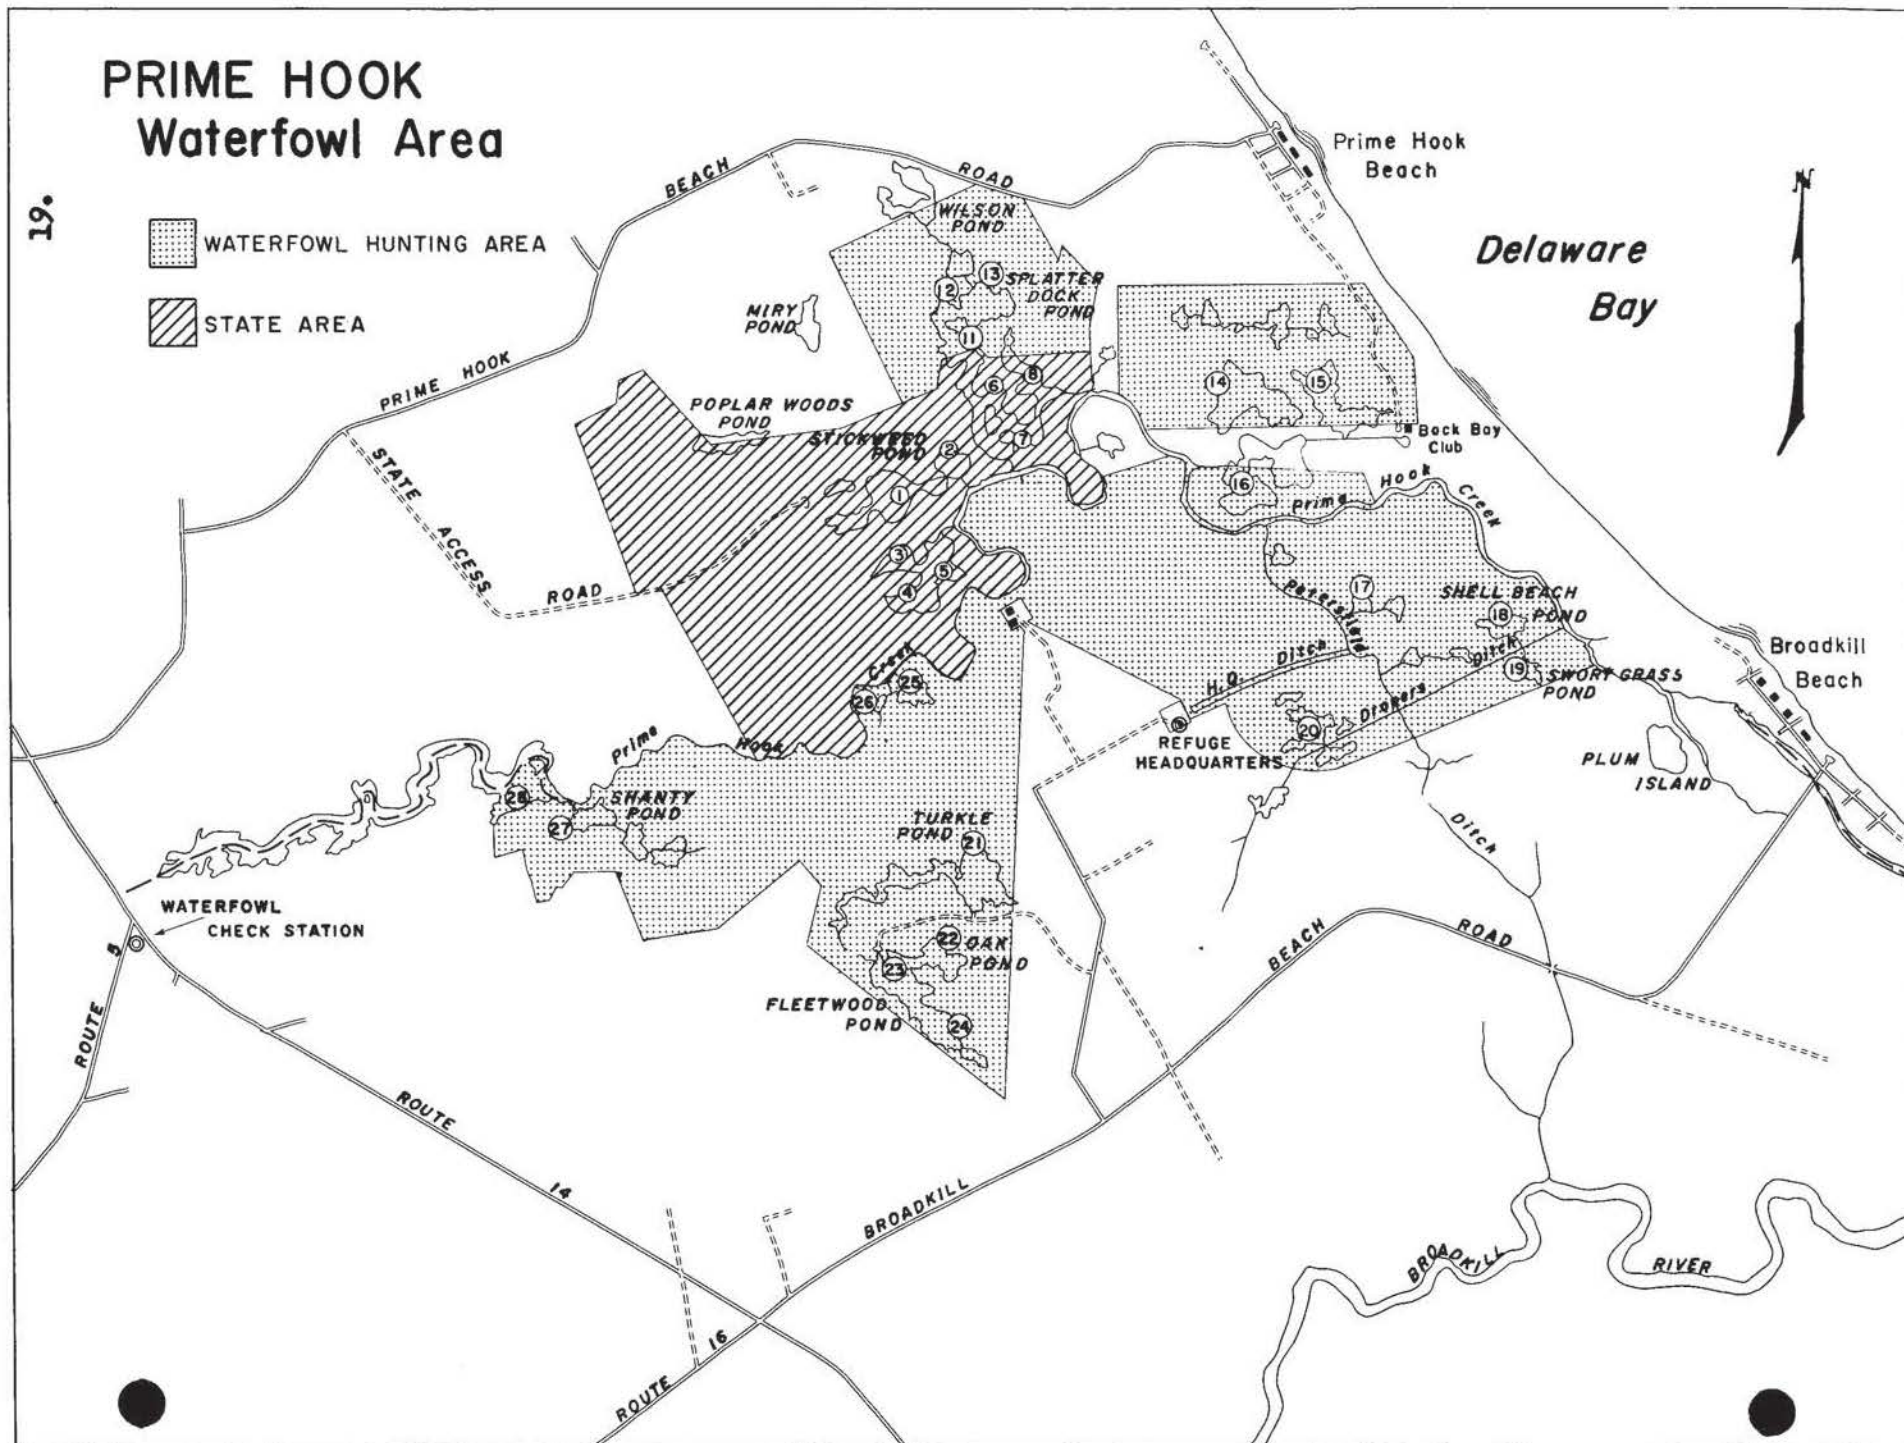 PRIME HOOK
Waterfowl Area
19.
WATERFOWL HUNTING AREA
STATE AREA
PRIME HOOK BEACH ROAD
Prime Hook
Beach
N
Delaware
Bay
WILSON
POND
13
SPLATTER
DOCK
POND
12
11
MIRY
POND
8
6
7
14
15
POPLAR WOODS
POND
STICKWEED
POND
2
1
Back Bay
Club
16
Prime Hook Creek
STATE ACCESS ROAD
3
5
4
17
Petersfield
Ditch
SHELL BEACH
POND
18
Broadkill
Beach
H.Q. Ditch
19
SWORT GRASS
POND
Drapers Ditch
20
REFUGE
HEADQUARTERS
PLUM
ISLAND
25
26
Prime Hook Creek
28
27
SHANTY
POND
TURKLE
POND
21
WATERFOWL
CHECK STATION
22
OAK
POND
23
FLEETWOOD
POND
24
ROUTE 5
ROUTE 14
BROADKILL BEACH ROAD
ROUTE 16
BROADKILL RIVER